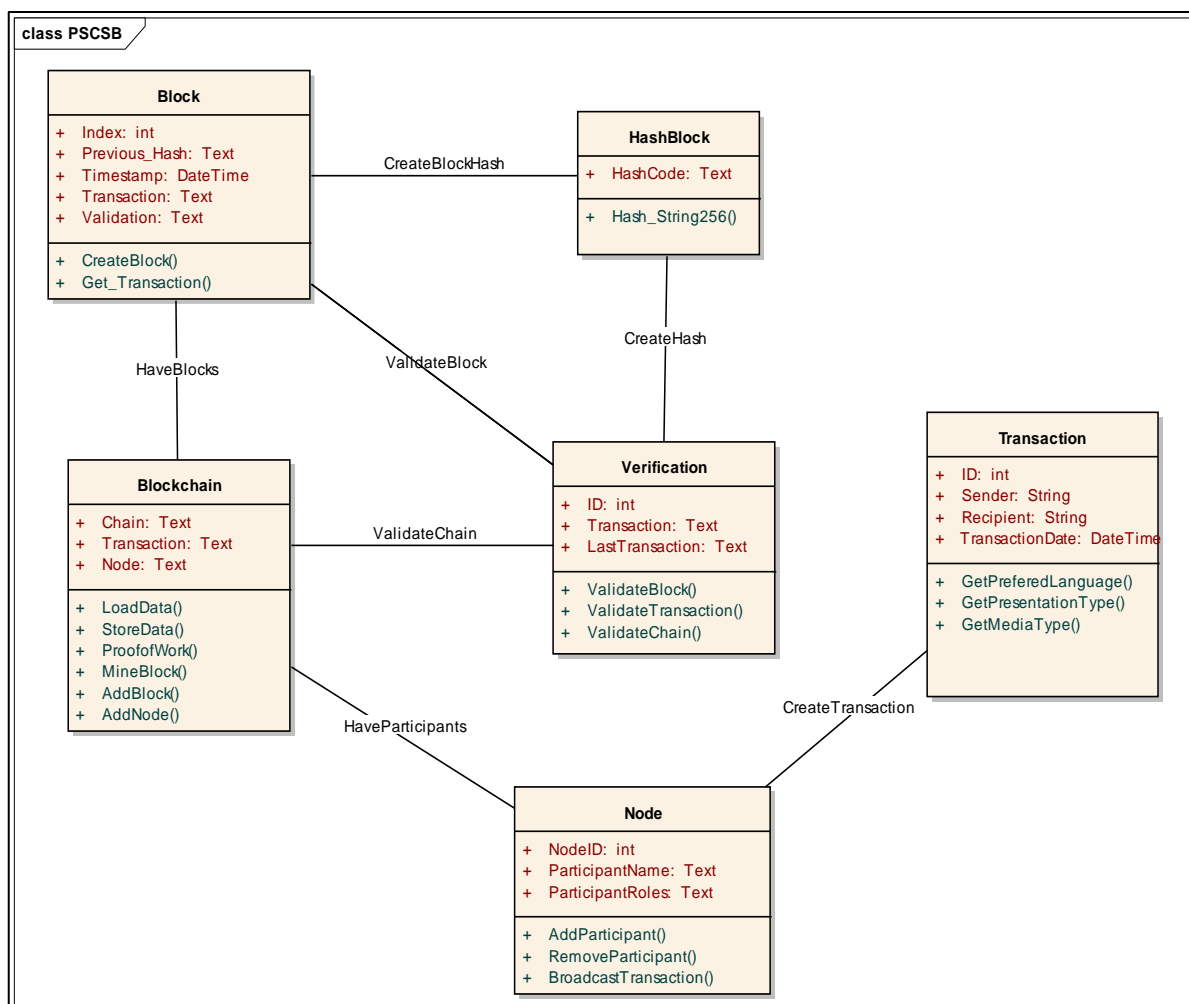 class PSCSB
Block
+ Index: int
+ Previous_Hash: Text
+ Timestamp: DateTime
+ Transaction: Text
+ Validation: Text
+ CreateBlock()
+ Get_Transaction()
CreateBlockHash
HashBlock
+ HashCode: Text
+ Hash_String256()
HaveBlocks
ValidateBlock
CreateHash
Blockchain
+ Chain: Text
+ Transaction: Text
+ Node: Text
+ LoadData()
+ StoreData()
+ ProofofWork()
+ MineBlock()
+ AddBlock()
+ AddNode()
ValidateChain
Verification
+ ID: int
+ Transaction: Text
+ LastTransaction: Text
+ ValidateBlock()
+ ValidateTransaction()
+ ValidateChain()
Transaction
+ ID: int
+ Sender: String
+ Recipient: String
+ TransactionDate: DateTime
+ GetPreferedLanguage()
+ GetPresentationType()
+ GetMediaType()
HaveParticipants
CreateTransaction
Node
+ NodeID: int
+ ParticipantName: Text
+ ParticipantRoles: Text
+ AddParticipant()
+ RemoveParticipant()
+ BroadcastTransaction()